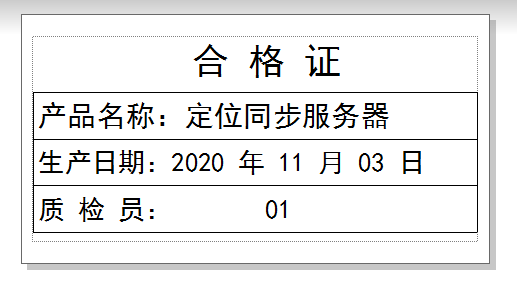 合 格 证
产品名称：定位同步服务器
生产日期：2020 年 11 月 03 日
质 检 员： 01